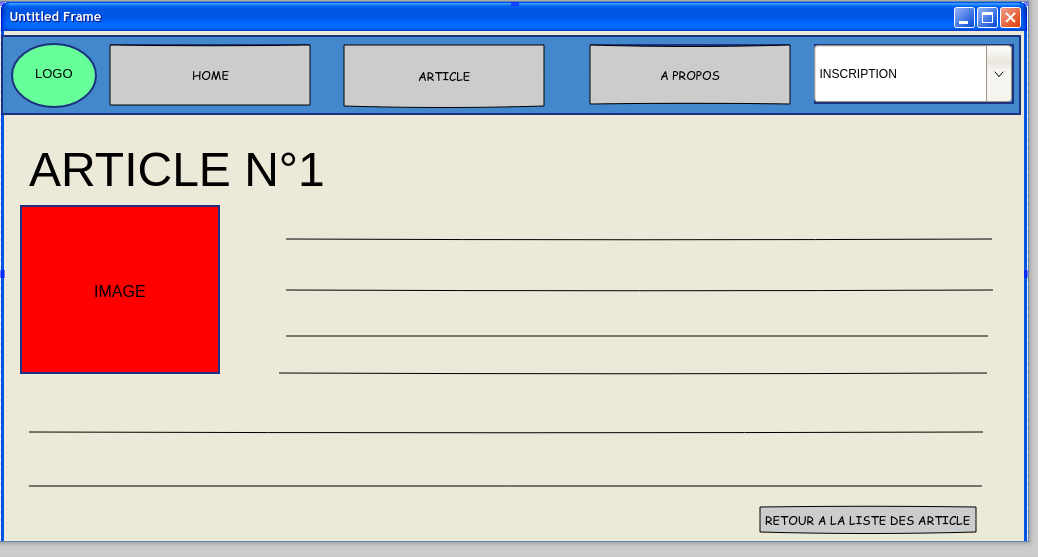 Untitled Frame
LOGO
HOME
ARTICLE
A PROPOS
INSCRIPTION
ARTICLE N°1
IMAGE
RETOUR A LA LISTE DES ARTICLE